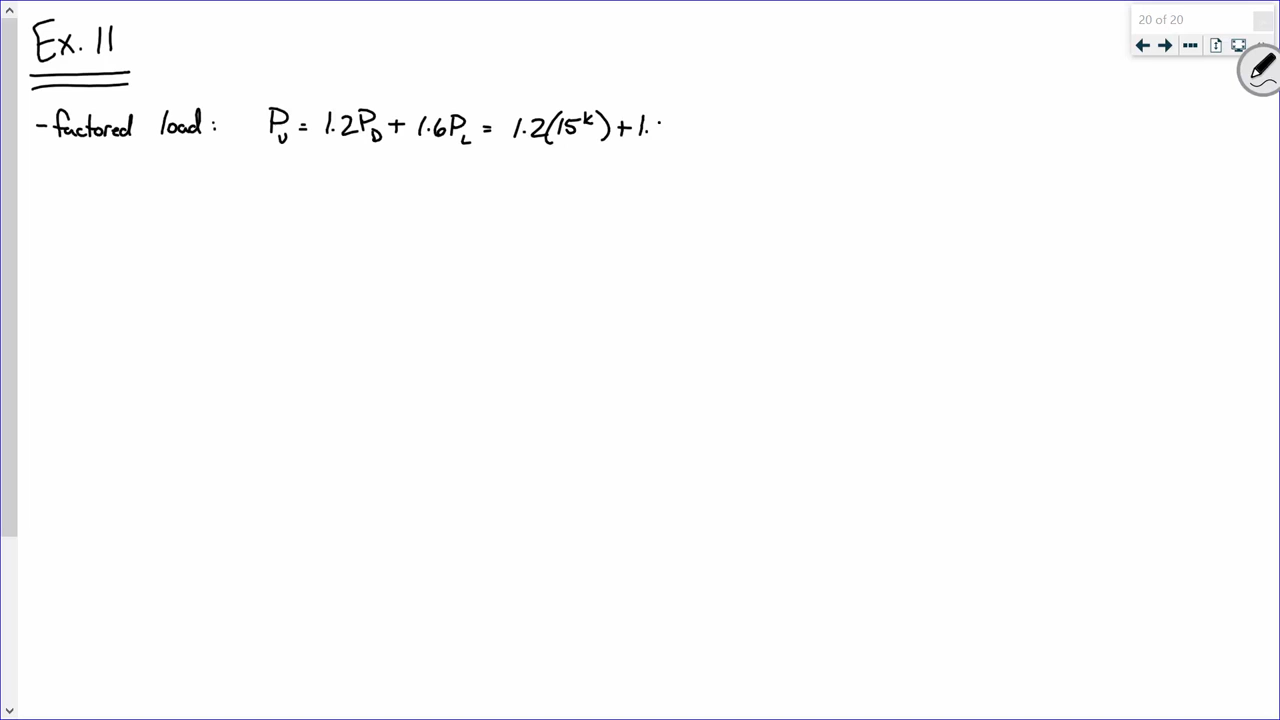 20 of 20
Ex. 11
- factored load: P_U = 1.2P_D + 1.6P_L = 1.2(15^k) + 1.